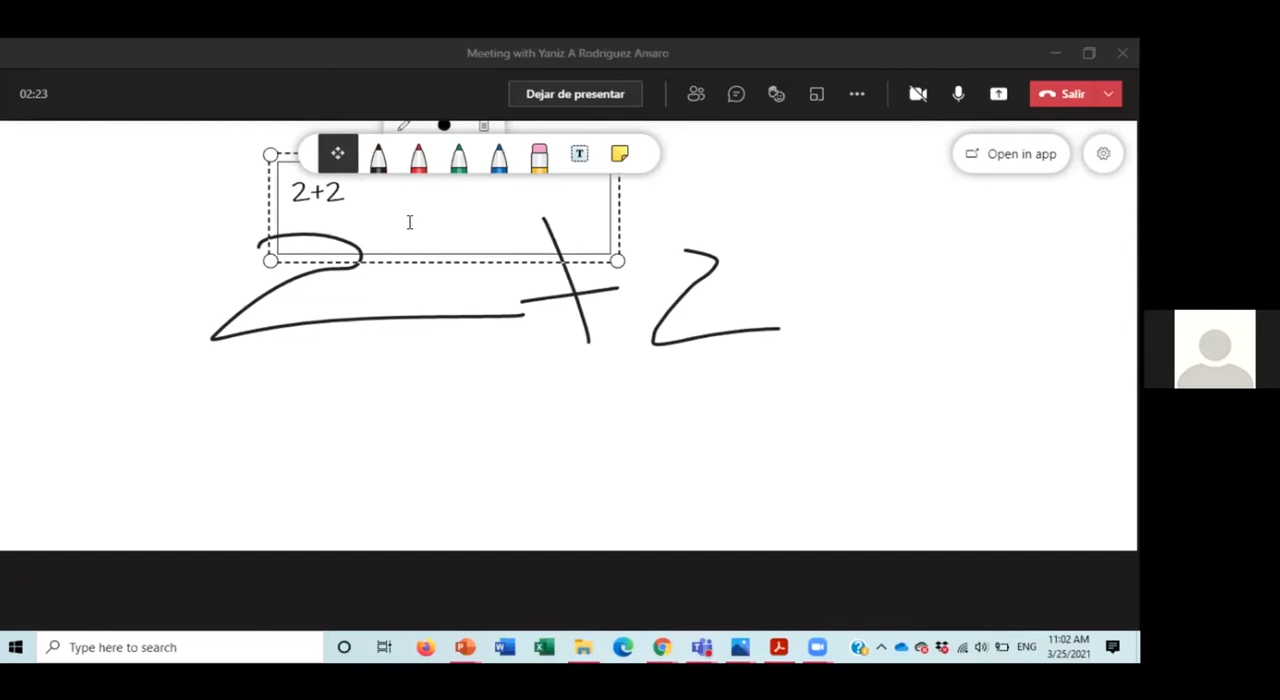 Meeting with Yaniz A Rodriguez Amaro
02:23
Dejar de presentar
Salir
T
Open in app
2+2
2 + 2
Type here to search
ENG
11:02 AM
3/25/2021